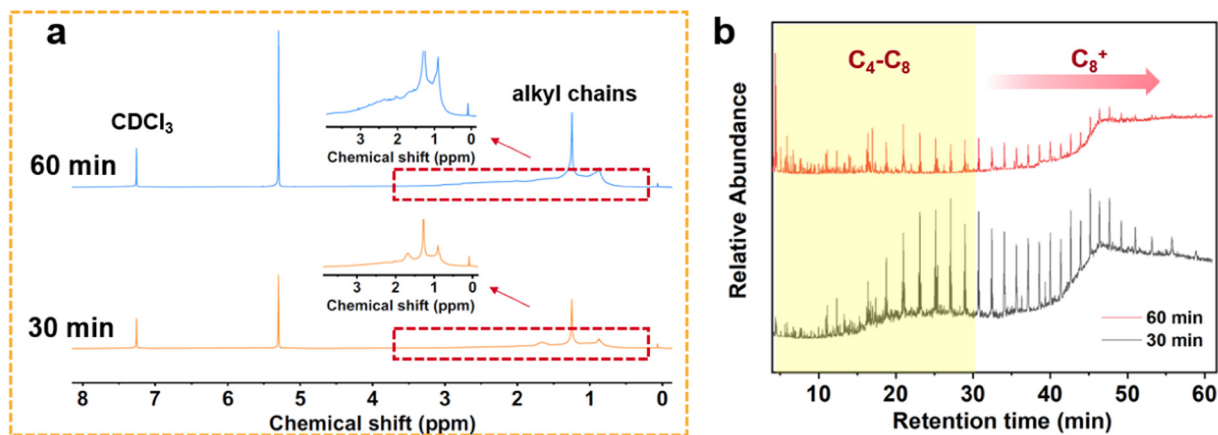 a
CDCl₃
alkyl chains
60 min
3 2 1 0
Chemical shift (ppm)
30 min
3 2 1 0
Chemical shift (ppm)
8 7 6 5 4 3 2 1 0
Chemical shift (ppm)
b
C₄-C₈
C₈⁺
Relative Abundance
60 min
30 min
10 20 30 40 50 60
Retention time (min)